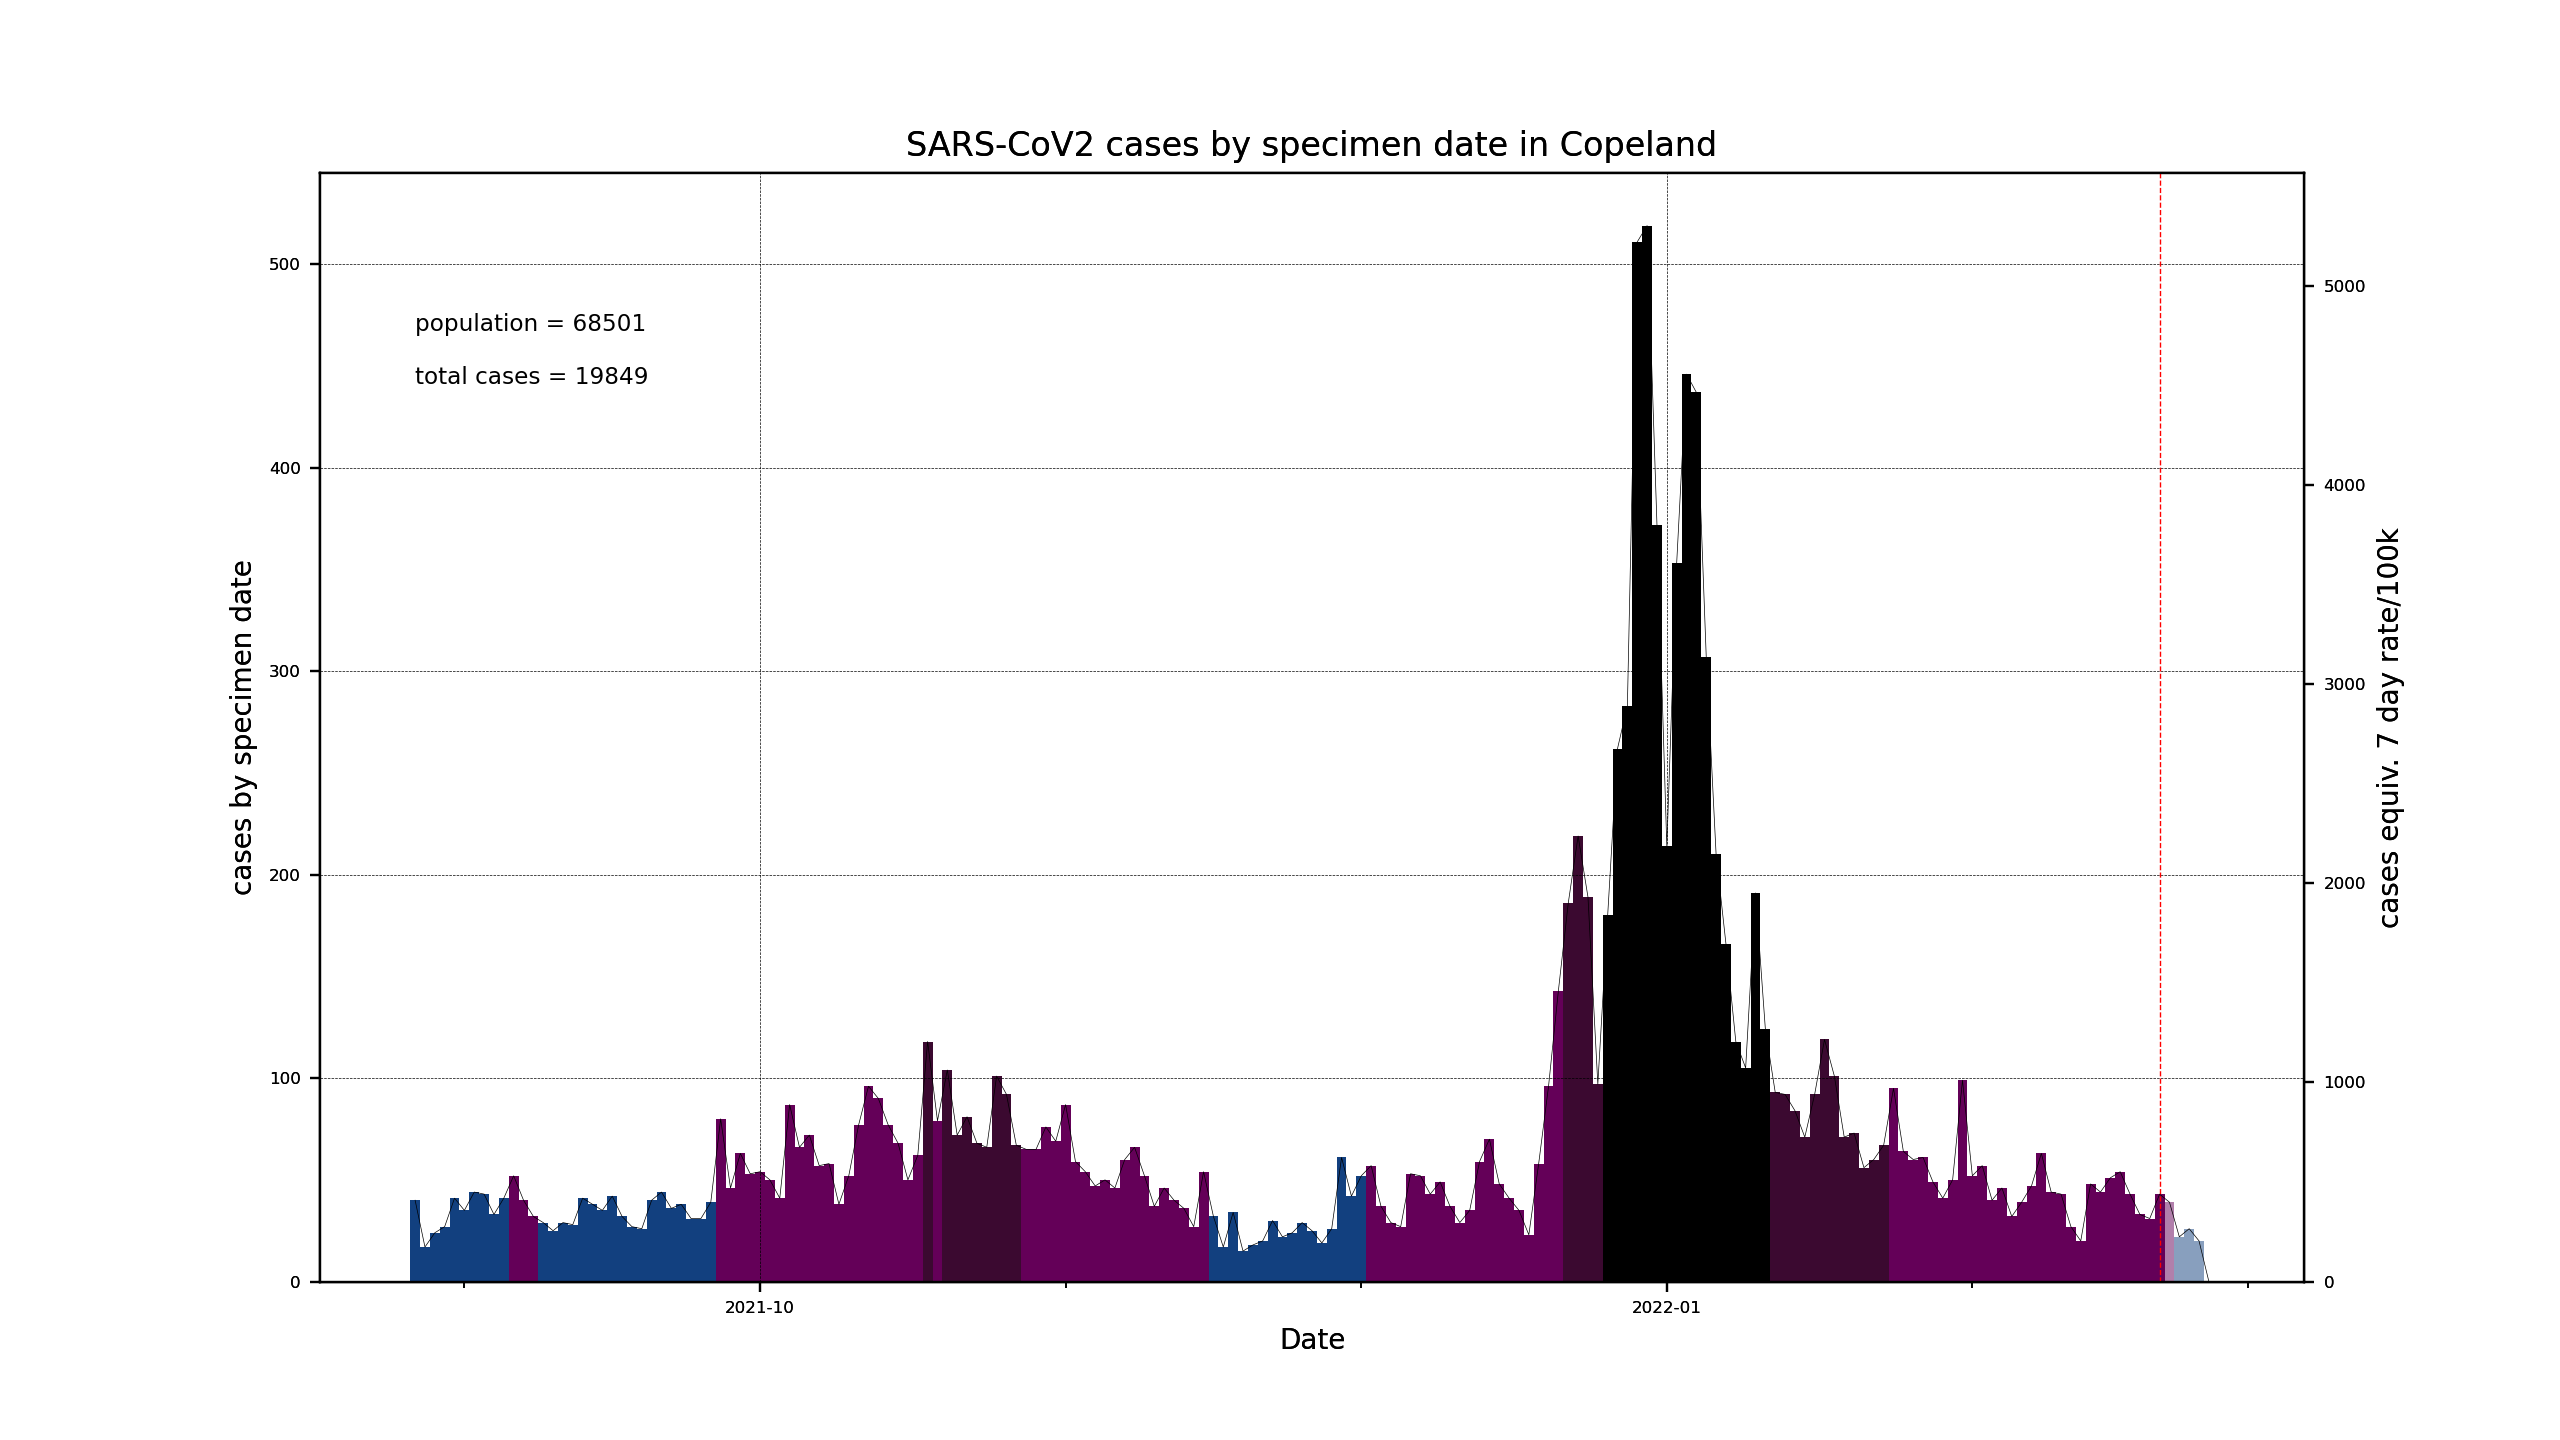 SARS-CoV2 cases by specimen date in Copeland
population = 68501
total cases = 19849
cases by specimen date
500
400
300
200
100
0
5000
4000
3000
2000
1000
0
cases equiv. 7 day rate/100k
2021-10
2022-01
Date